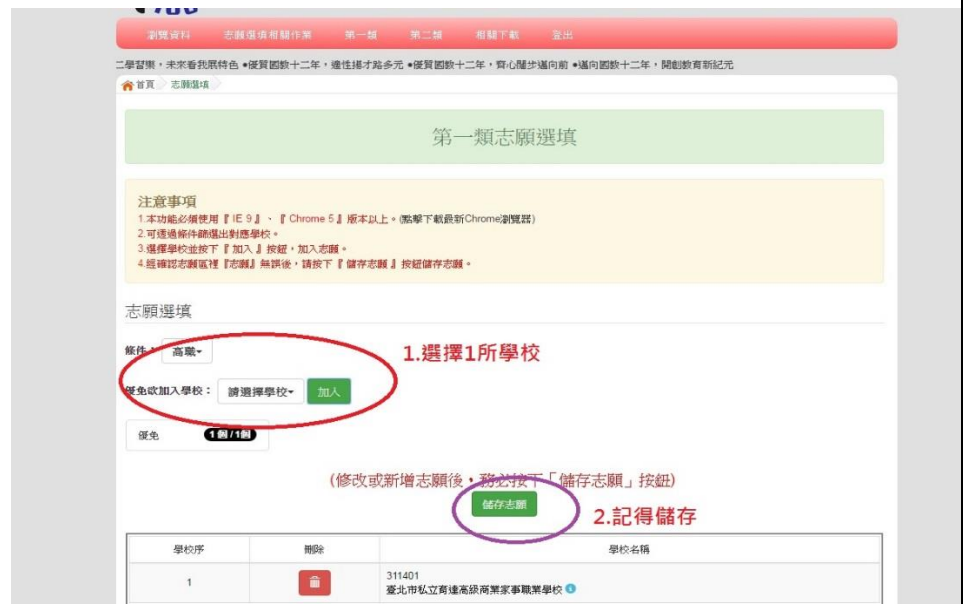 瀏覽資料 志願選填相關作業 第一類 第二類 相關下載 登出
二學習樂，未來看我展特色 ●優質國教十二年，適性揚才路多元 ●優質國教十二年，齊心闊步邁向前 ●邁向國教十二年，開創教育新紀元
首頁 志願選填
第一類志願選填
注意事項
1.本功能必須使用『 IE 9 』、『 Chrome 5 』版本以上。(點擊下載最新Chrome瀏覽器)
2.可透過條件篩選出對應學校。
3.選擇學校並按下『 加入 』按鈕，加入志願。
4.經確認志願區裡『志願』無誤後，請按下『 儲存志願 』按鈕儲存志願。
志願選填
條件： 高職
1.選擇1所學校
優免欲加入學校： 請選擇學校 加入
優免 1個/1個
(修改或新增志願後，務必按下「儲存志願」按鈕)
儲存志願
2.記得儲存
學校序 刪除 學校名稱
1
311401
臺北市私立育達高級商業家事職業學校